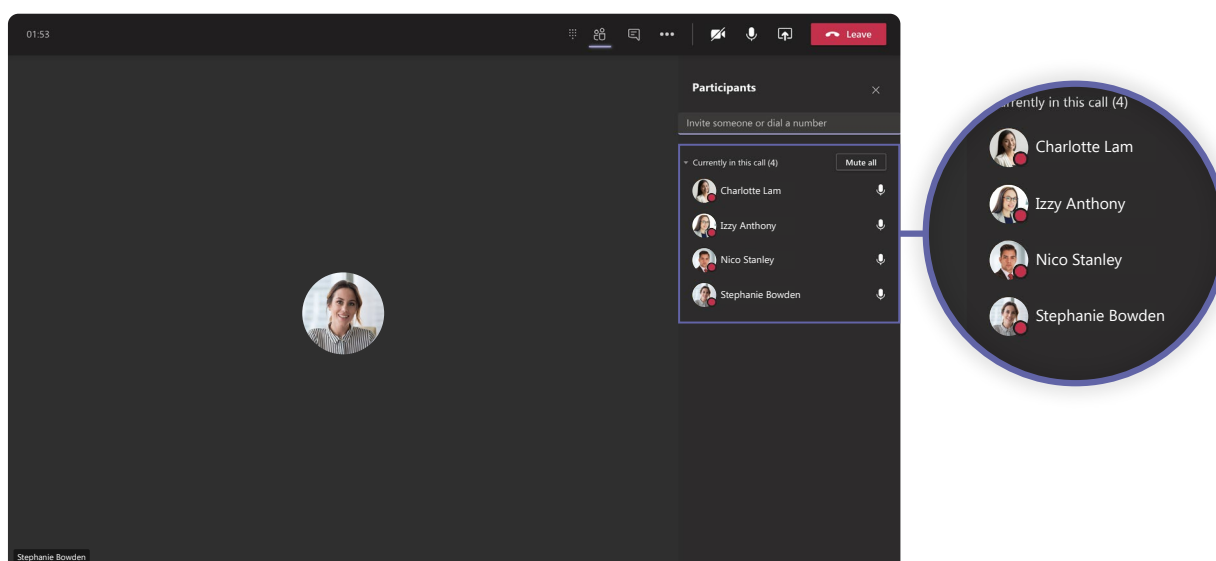 01:53
Leave
Participants
Invite someone or dial a number
Currently in this call (4)
Mute all
Charlotte Lam
Izzy Anthony
Nico Stanley
Stephanie Bowden
Stephanie Bowden
rrently in this call (4)
Charlotte Lam
Izzy Anthony
Nico Stanley
Stephanie Bowden